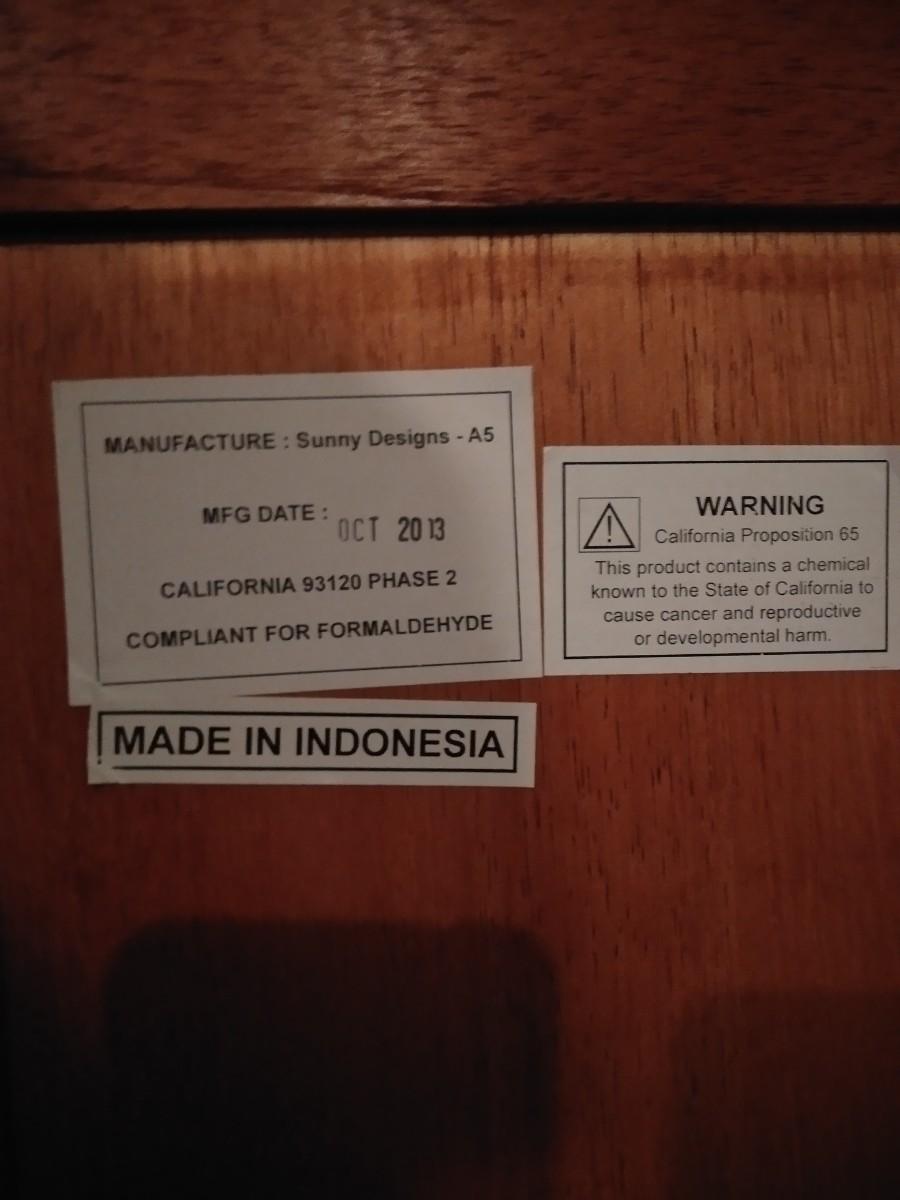 MANUFACTURE : Sunny Designs - A5
MFG DATE : OCT 2013
CALIFORNIA 93120 PHASE 2
COMPLIANT FOR FORMALDEHYDE
WARNING
California Proposition 65
This product contains a chemical
known to the State of California to
cause cancer and reproductive
or developmental harm.
MADE IN INDONESIA